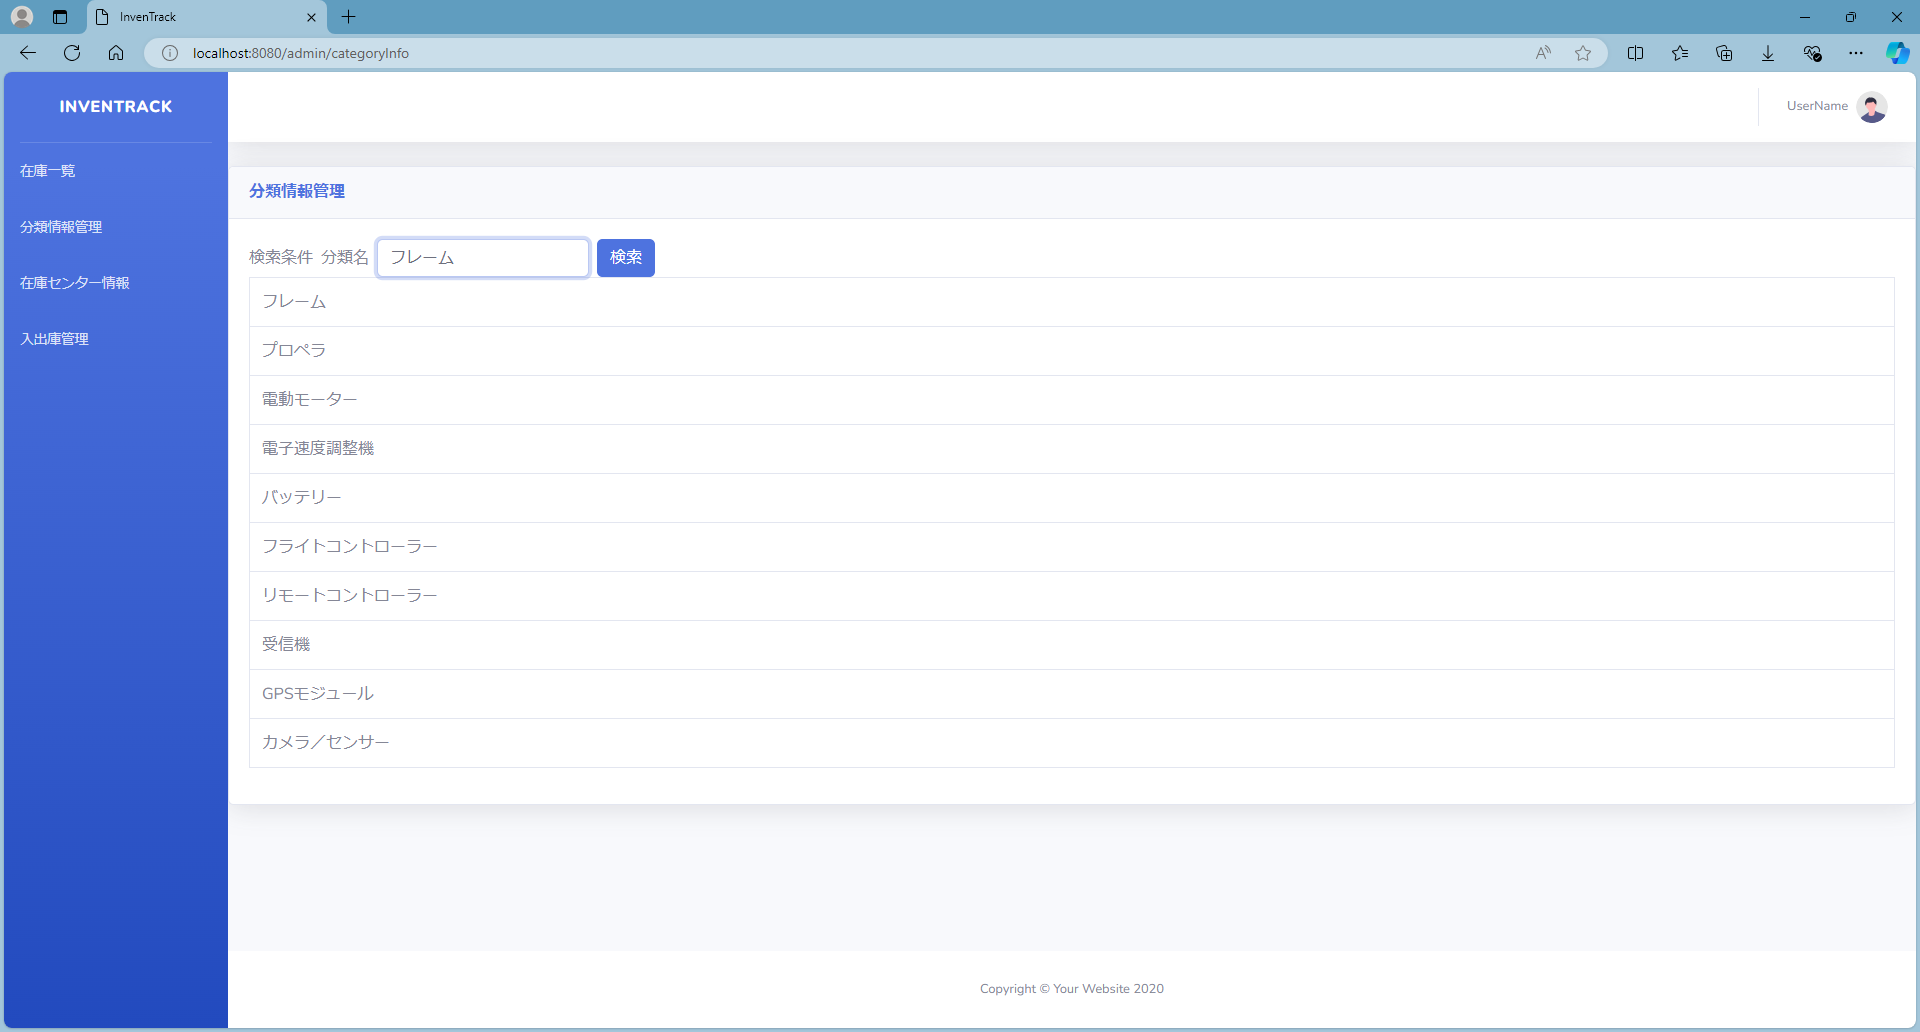 InvenTrack
localhost:8080/admin/categoryInfo
INVENTRACK
UserName
在庫一覧
分類情報管理
在庫センター情報
入出庫管理
分類情報管理
検索条件 分類名 フレーム 検索
フレーム
プロペラ
電動モーター
電子速度調整機
バッテリー
フライトコントローラー
リモートコントローラー
受信機
GPSモジュール
カメラ／センサー
Copyright © Your Website 2020